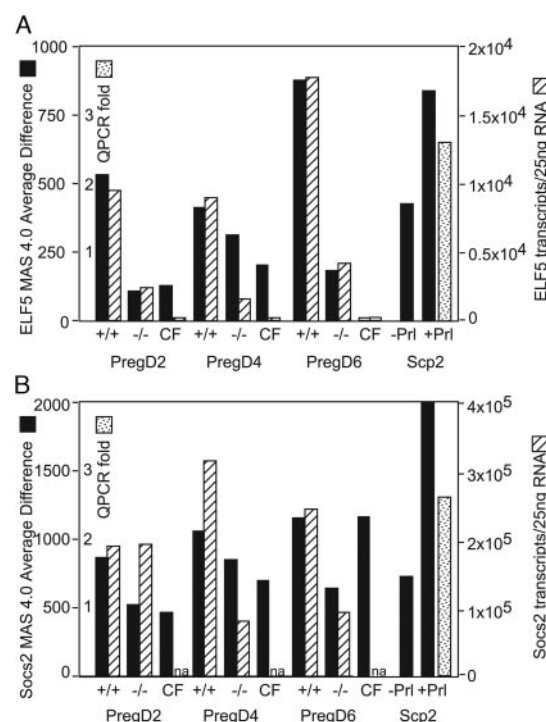 A
1000
750
500
250
0
ELF5 MAS 4.0 Average Difference
3
2
1
QPCR fold
2x10⁴
1.5x10⁴
1x10⁴
0.5x10⁴
0
ELF5 transcripts/25ng RNA
+/+ -/- CF +/+ -/- CF +/+ -/- CF -Prl +Prl
PregD2 PregD4 PregD6 Scp2
B
2000
1500
1000
500
0
Socs2 MAS 4.0 Average Difference
3
2
1
QPCR fold
4x10⁵
3x10⁵
2x10⁵
1x10⁵
0
Socs2 transcripts/25ng RNA
na na na
+/+ -/- CF +/+ -/- CF +/+ -/- CF -Prl +Prl
PregD2 PregD4 PregD6 Scp2